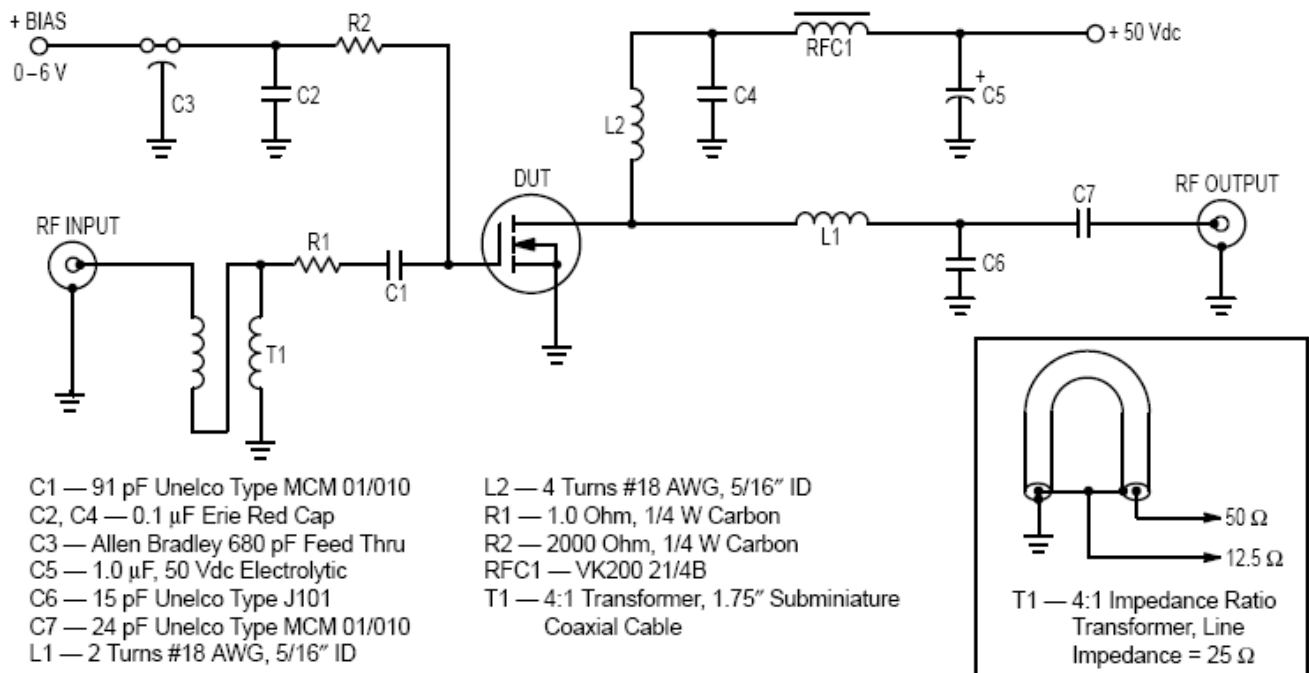 + BIAS
0–6 V
C3
C2
R2
RF INPUT
T1
R1
C1
DUT
L2
C4
RFC1
+
C5
+ 50 Vdc
L1
C6
C7
RF OUTPUT
C1 — 91 pF Unelco Type MCM 01/010
C2, C4 — 0.1 μF Erie Red Cap
C3 — Allen Bradley 680 pF Feed Thru
C5 — 1.0 μF, 50 Vdc Electrolytic
C6 — 15 pF Unelco Type J101
C7 — 24 pF Unelco Type MCM 01/010
L1 — 2 Turns #18 AWG, 5/16″ ID
L2 — 4 Turns #18 AWG, 5/16″ ID
R1 — 1.0 Ohm, 1/4 W Carbon
R2 — 2000 Ohm, 1/4 W Carbon
RFC1 — VK200 21/4B
T1 — 4:1 Transformer, 1.75″ Subminiature
Coaxial Cable
50 Ω
12.5 Ω
T1 — 4:1 Impedance Ratio
Transformer, Line
Impedance = 25 Ω